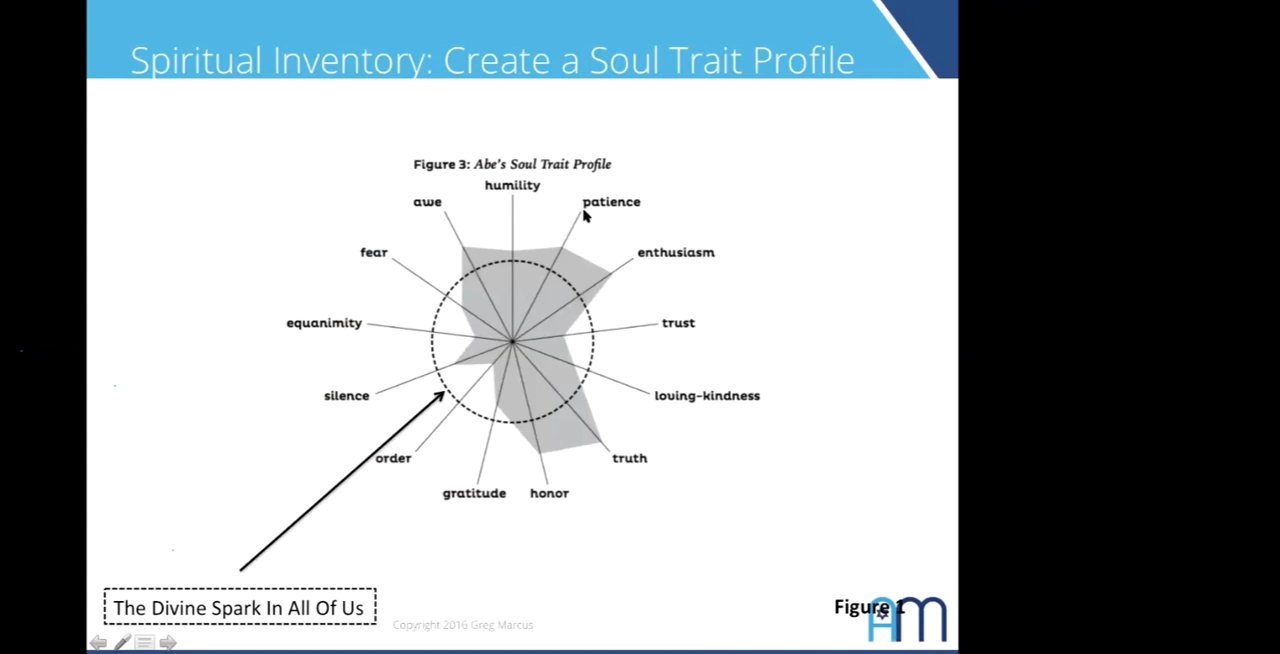 Spiritual Inventory: Create a Soul Trait Profile
Figure 3: Abe's Soul Trait Profile
humility
awe
patience
fear
enthusiasm
equanimity
trust
silence
loving-kindness
order
truth
gratitude
honor
The Divine Spark In All Of Us
Copyright 2016 Greg Marcus
Figure 1
AM